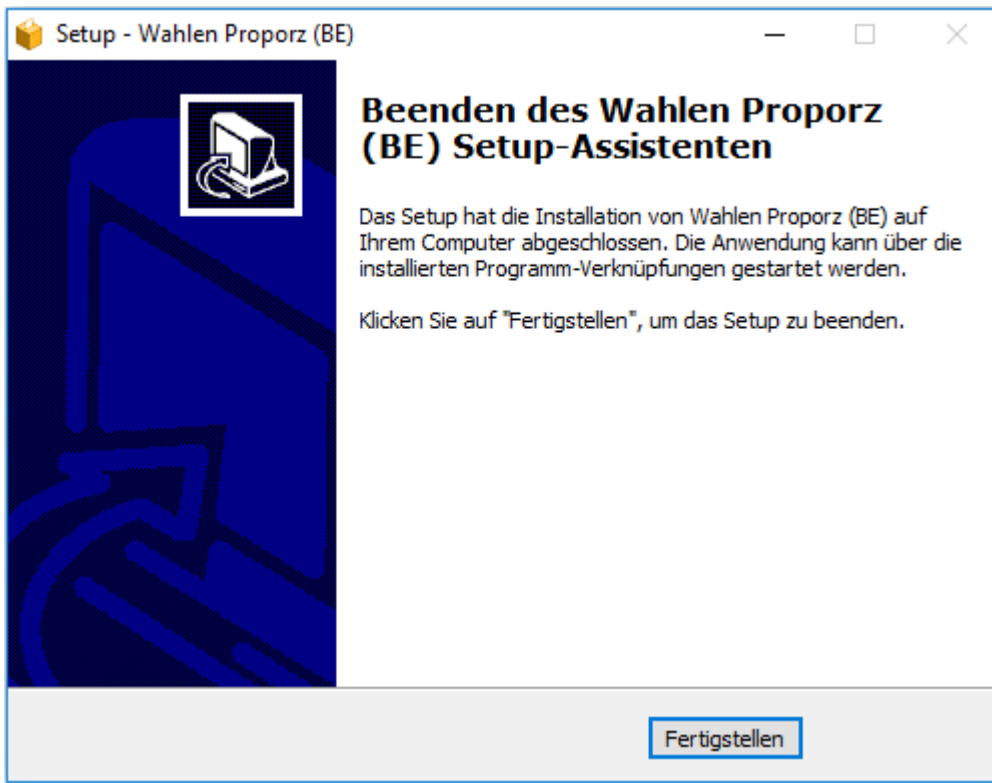 Setup - Wahlen Proporz (BE)
Beenden des Wahlen Proporz
(BE) Setup-Assistenten
Das Setup hat die Installation von Wahlen Proporz (BE) auf
Ihrem Computer abgeschlossen. Die Anwendung kann über die
installierten Programm-Verknüpfungen gestartet werden.
Klicken Sie auf "Fertigstellen", um das Setup zu beenden.
Fertigstellen